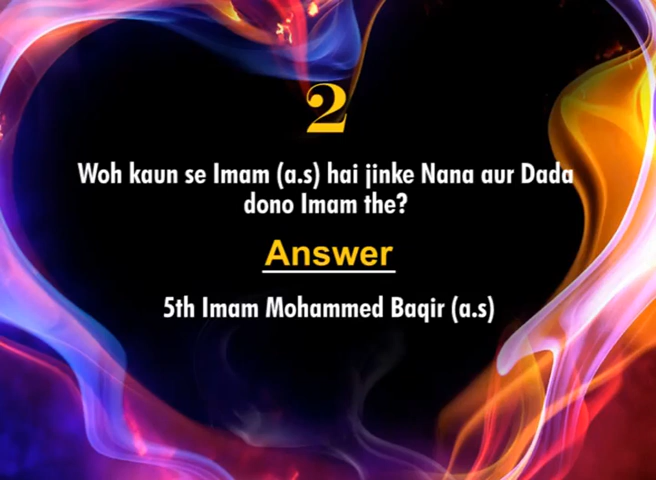 2
Woh kaun se Imam (a.s) hai jinke Nana aur Dada
dono Imam the?
Answer
5th Imam Mohammed Baqir (a.s)